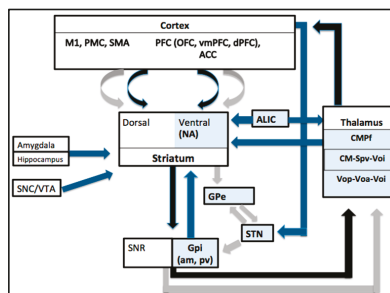 Cortex
M1, PMC, SMA
PFC (OFC, vmPFC, dPFC),
ACC
Dorsal
Ventral
(NA)
Striatum
ALIC
Thalamus
CMPf
CM-Spv-Voi
Vop-Voa-Voi
Amygdala
Hippocampus
SNC/VTA
GPe
STN
SNR
Gpi
(am, pv)